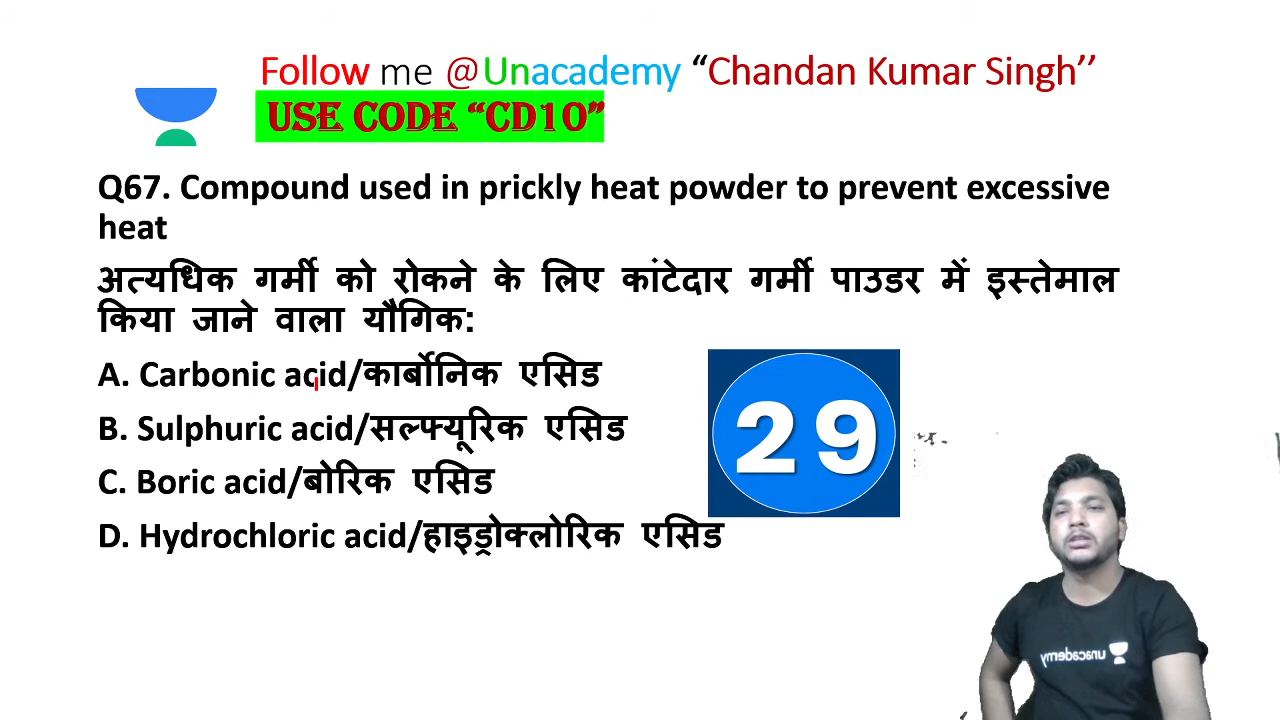 Follow me @Unacademy “Chandan Kumar Singh’’
USE CODE “CD10”
Q67. Compound used in prickly heat powder to prevent excessive
heat
अत्यधिक गर्मी को रोकने के लिए कांटेदार गर्मी पाउडर में इस्तेमाल
किया जाने वाला यौगिक:
A. Carbonic acid/कार्बोनिक एसिड
B. Sulphuric acid/सल्फ्यूरिक एसिड
C. Boric acid/बोरिक एसिड
D. Hydrochloric acid/हाइड्रोक्लोरिक एसिड
29
unacademy